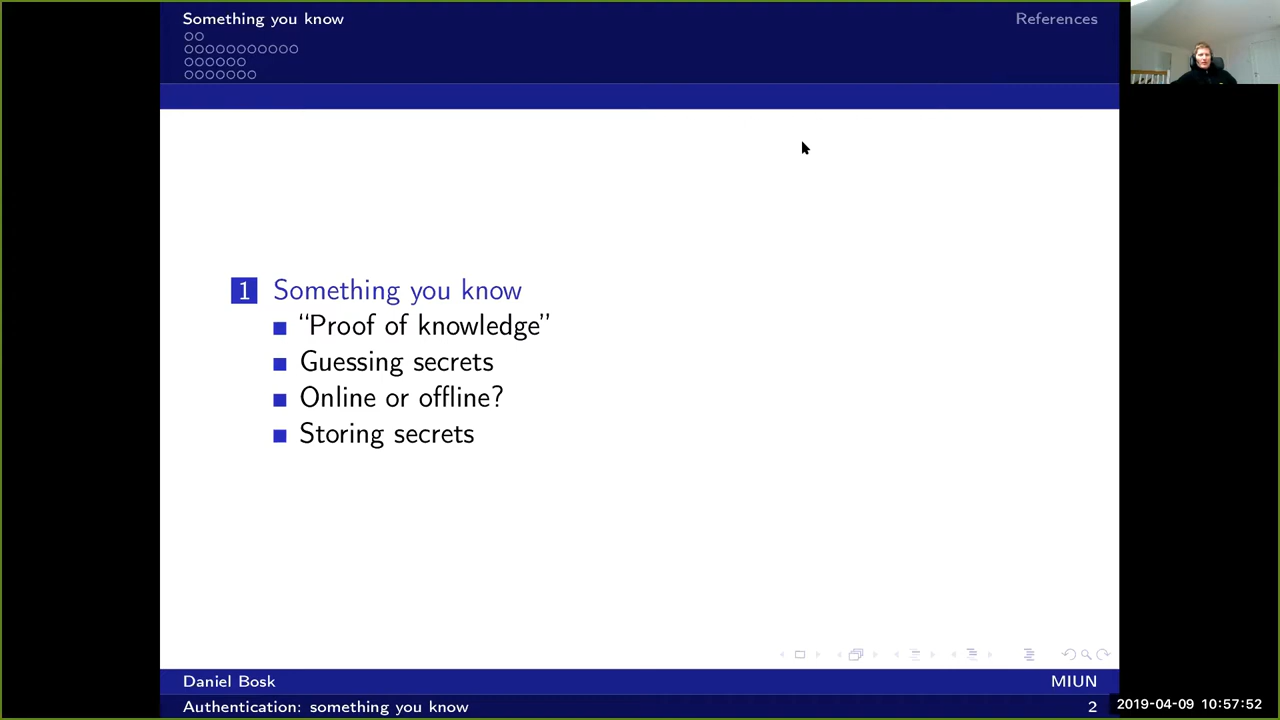 Something you know
References
1 Something you know
“Proof of knowledge”
Guessing secrets
Online or offline?
Storing secrets
Daniel Bosk
MIUN
Authentication: something you know
2
2019-04-09 10:57:52